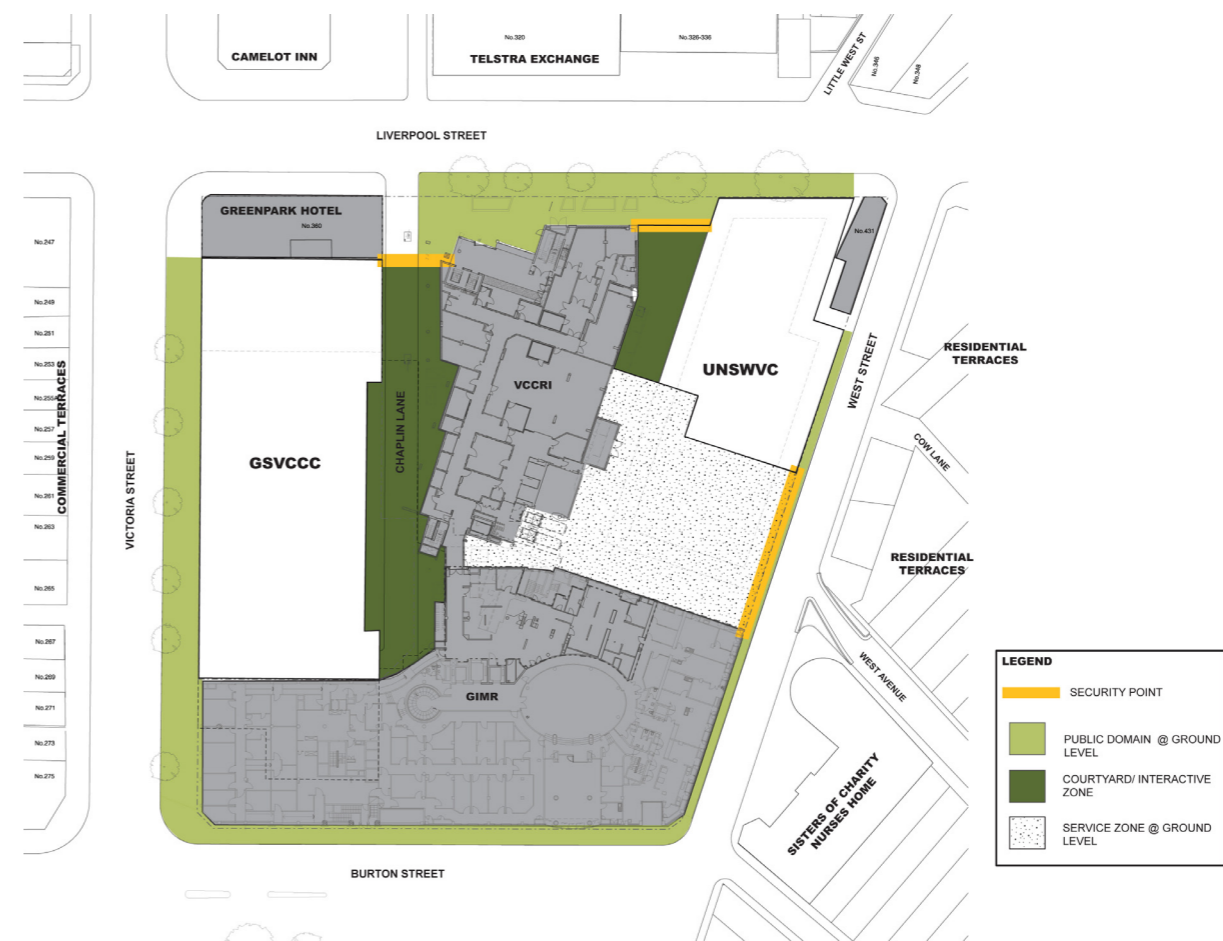 CAMELOT INN
No.320
TELSTRA EXCHANGE
No.326-336
LITTLE WEST ST
No.346
No.348
LIVERPOOL STREET
GREENPARK HOTEL
No.360
No.431
No.247
No.249
No.251
No.253
No.255A
No.257
No.259
No.261
No.263
No.265
No.267
No.269
No.271
No.273
No.275
COMMERCIAL TERRACES
VICTORIA STREET
GSVCCC
CHAPLIN LANE
VCCRI
UNSWVC
WEST STREET
RESIDENTIAL
TERRACES
COW LANE
RESIDENTIAL
TERRACES
WEST AVENUE
GIMR
SISTERS OF CHARITY
NURSES HOME
BURTON STREET
LEGEND
SECURITY POINT
PUBLIC DOMAIN @ GROUND
LEVEL
COURTYARD/ INTERACTIVE
ZONE
SERVICE ZONE @ GROUND
LEVEL